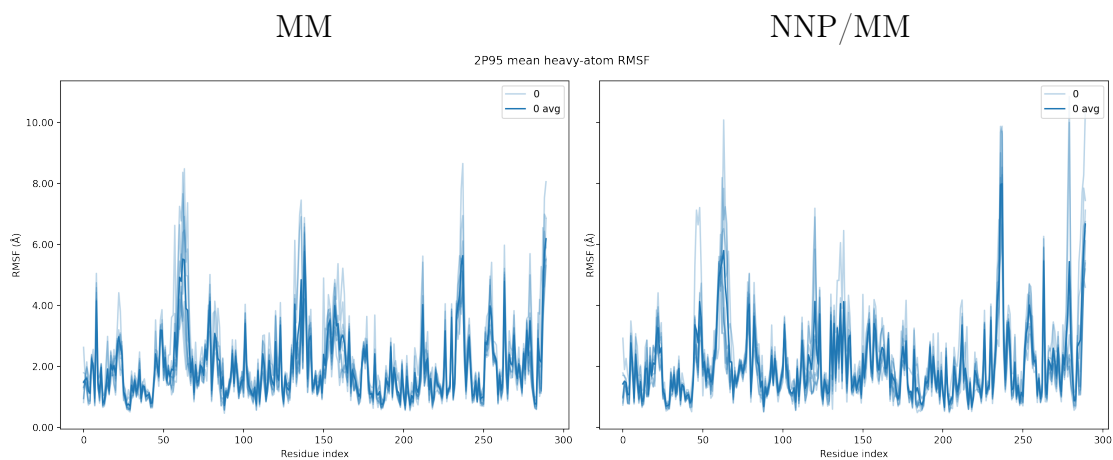 MM NNP/MM
2P95 mean heavy-atom RMSF
0
0 avg
10.00
8.00
6.00
4.00
2.00
0.00
RMSF (Å)
0 50 100 150 200 250 300
Residue index
0
0 avg
RMSF (Å)
0 50 100 150 200 250 300
Residue index